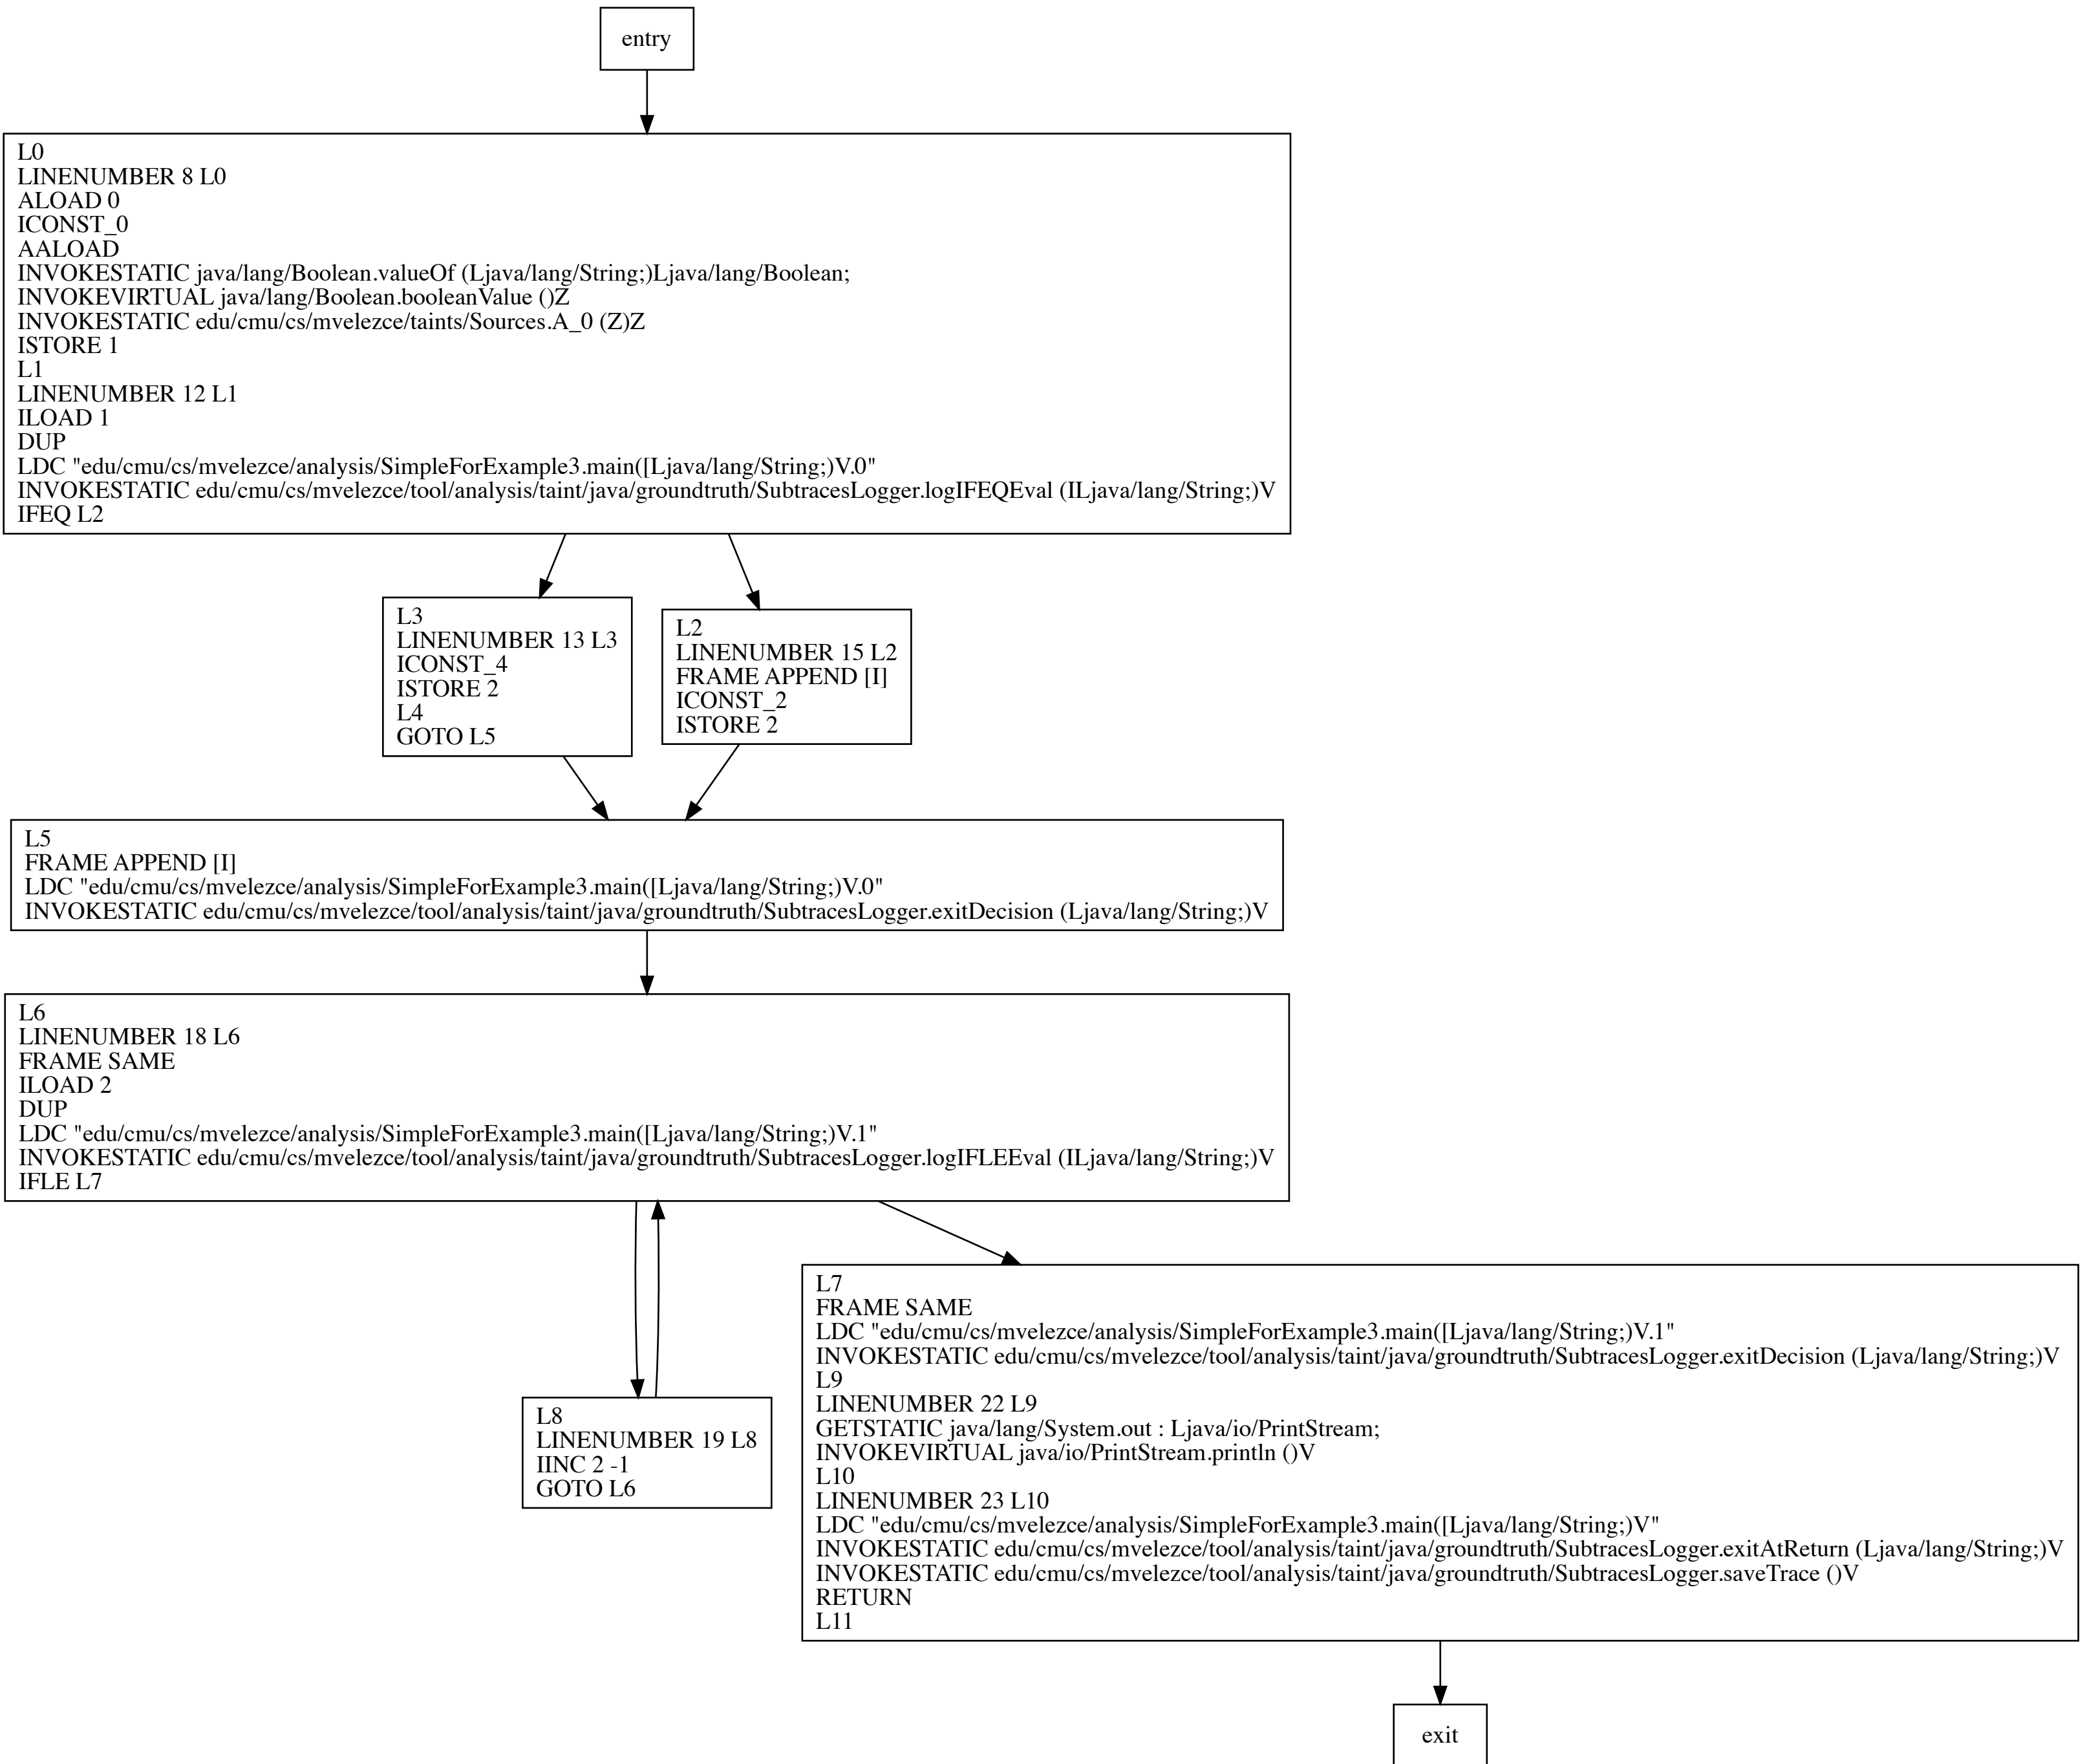 entry
L0
LINENUMBER 8 L0
ALOAD 0
ICONST_0
AALOAD
INVOKESTATIC java/lang/Boolean.valueOf (Ljava/lang/String;)Ljava/lang/Boolean;
INVOKEVIRTUAL java/lang/Boolean.booleanValue ()Z
INVOKESTATIC edu/cmu/cs/mvelezce/taints/Sources.A_0 (Z)Z
ISTORE 1
L1
LINENUMBER 12 L1
ILOAD 1
DUP
LDC "edu/cmu/cs/mvelezce/analysis/SimpleForExample3.main([Ljava/lang/String;)V.0"
INVOKESTATIC edu/cmu/cs/mvelezce/tool/analysis/taint/java/groundtruth/SubtracesLogger.logIFEQEval (ILjava/lang/String;)V
IFEQ L2
L3
LINENUMBER 13 L3
ICONST_4
ISTORE 2
L4
GOTO L5
L2
LINENUMBER 15 L2
FRAME APPEND [I]
ICONST_2
ISTORE 2
L5
FRAME APPEND [I]
LDC "edu/cmu/cs/mvelezce/analysis/SimpleForExample3.main([Ljava/lang/String;)V.0"
INVOKESTATIC edu/cmu/cs/mvelezce/tool/analysis/taint/java/groundtruth/SubtracesLogger.exitDecision (Ljava/lang/String;)V
L6
LINENUMBER 18 L6
FRAME SAME
ILOAD 2
DUP
LDC "edu/cmu/cs/mvelezce/analysis/SimpleForExample3.main([Ljava/lang/String;)V.1"
INVOKESTATIC edu/cmu/cs/mvelezce/tool/analysis/taint/java/groundtruth/SubtracesLogger.logIFLEEval (ILjava/lang/String;)V
IFLE L7
L8
LINENUMBER 19 L8
IINC 2 -1
GOTO L6
L7
FRAME SAME
LDC "edu/cmu/cs/mvelezce/analysis/SimpleForExample3.main([Ljava/lang/String;)V.1"
INVOKESTATIC edu/cmu/cs/mvelezce/tool/analysis/taint/java/groundtruth/SubtracesLogger.exitDecision (Ljava/lang/String;)V
L9
LINENUMBER 22 L9
GETSTATIC java/lang/System.out : Ljava/io/PrintStream;
INVOKEVIRTUAL java/io/PrintStream.println ()V
L10
LINENUMBER 23 L10
LDC "edu/cmu/cs/mvelezce/analysis/SimpleForExample3.main([Ljava/lang/String;)V"
INVOKESTATIC edu/cmu/cs/mvelezce/tool/analysis/taint/java/groundtruth/SubtracesLogger.exitAtReturn (Ljava/lang/String;)V
INVOKESTATIC edu/cmu/cs/mvelezce/tool/analysis/taint/java/groundtruth/SubtracesLogger.saveTrace ()V
RETURN
L11
exit